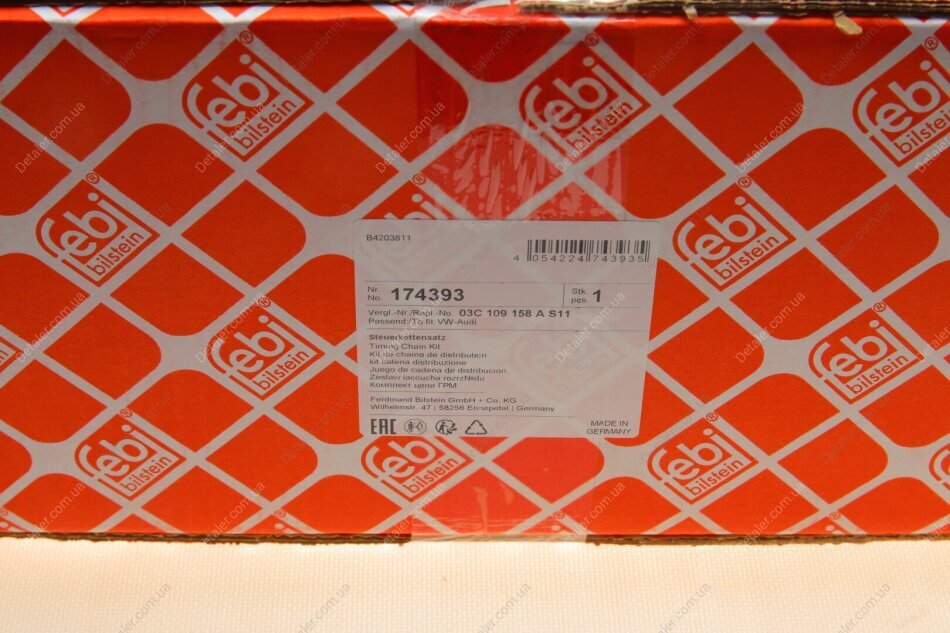 febi
bilstein
B4203811
4 054224 743935
Nr.
No. 174393
Stk.
pcs. 1
Vergl.-Nr./Repl.-No. 03C 109 158 A S11
Passend/To fit: VW-Audi
Steuerkettensatz
Timing Chain Kit
Kit de chaîne de distribution
kit catena distribuzione
Juego de cadena de distribución
Zestaw łańcucha rozrządu
Комплект цепи ГРМ
Ferdinand Bilstein GmbH + Co. KG
Wilhelmstr. 47 | 58256 Ennepetal | Germany
EAC
MADE IN
GERMANY
Detaler.com.ua